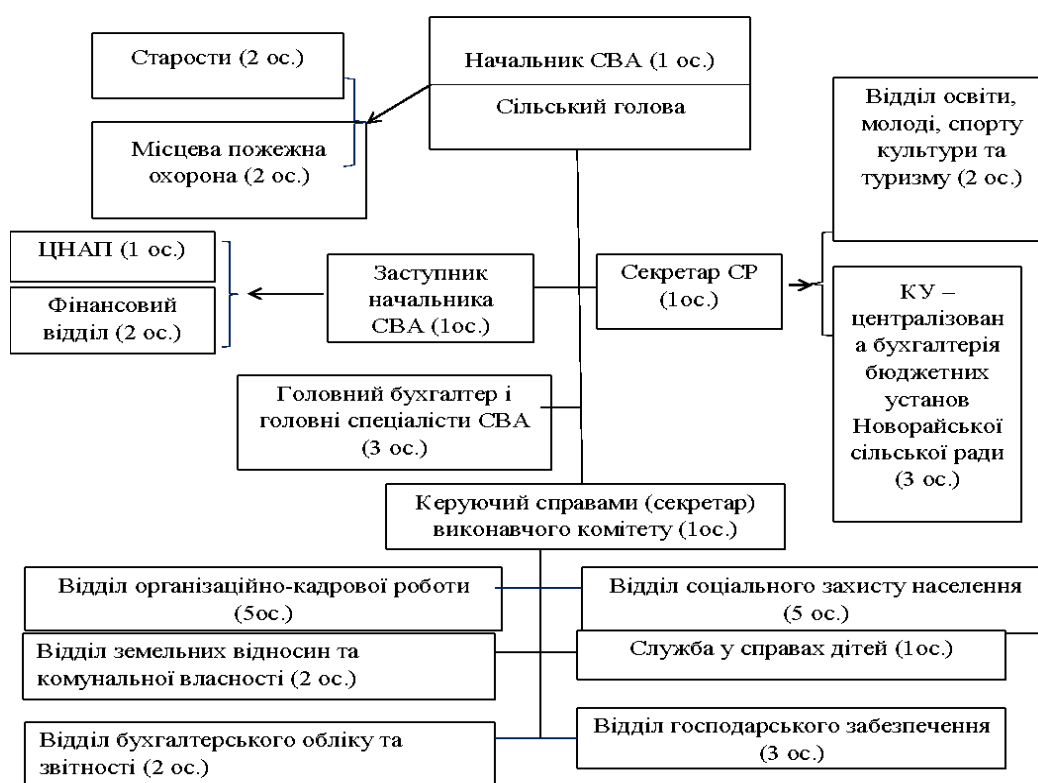 Старости (2 ос.)
Начальник СВА (1 ос.)
Сільський голова
Місцева пожежна
охорона (2 ос.)
Відділ освіти,
молоді, спорту
культури та
туризму (2 ос.)
ЦНАП (1 ос.)
Фінансовий
відділ (2 ос.)
Заступник
начальника
СВА (1ос.)
Секретар СР
(1ос.)
КУ –
централізован
а бухгалтерія
бюджетних
установ
Новорайської
сільської ради
(3 ос.)
Головний бухгалтер і
головні спеціалісти СВА
(3 ос.)
Керуючий справами (секретар)
виконавчого комітету (1ос.)
Відділ організаційно-кадрової роботи
(5ос.)
Відділ соціального захисту населення
(5 ос.)
Відділ земельних відносин та
комунальної власності (2 ос.)
Служба у справах дітей (1ос.)
Відділ бухгалтерського обліку та
звітності (2 ос.)
Відділ господарського забезпечення
(3 ос.)